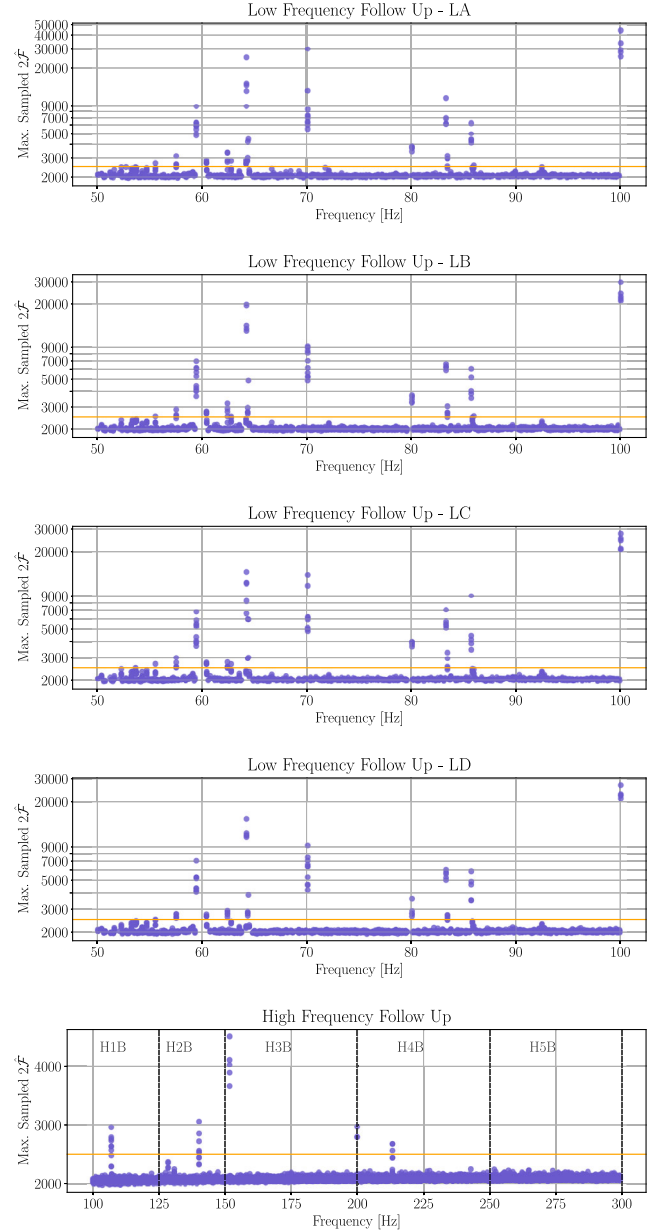 Low Frequency Follow Up - LA
Max. Sampled 2F̂
50000
30000
20000
9000
7000
5000
3000
2000
50 60 70 80 90 100
Frequency [Hz]
Low Frequency Follow Up - LB
Max. Sampled 2F̂
30000
20000
9000
7000
5000
3000
2000
50 60 70 80 90 100
Frequency [Hz]
Low Frequency Follow Up - LC
Max. Sampled 2F̂
30000
20000
9000
7000
5000
3000
2000
50 60 70 80 90 100
Frequency [Hz]
Low Frequency Follow Up - LD
Max. Sampled 2F̂
30000
20000
9000
7000
5000
3000
2000
50 60 70 80 90 100
Frequency [Hz]
High Frequency Follow Up
Max. Sampled 2F̂
H1B H2B H3B H4B H5B
4000
3000
2000
100 125 150 175 200 225 250 275 300
Frequency [Hz]